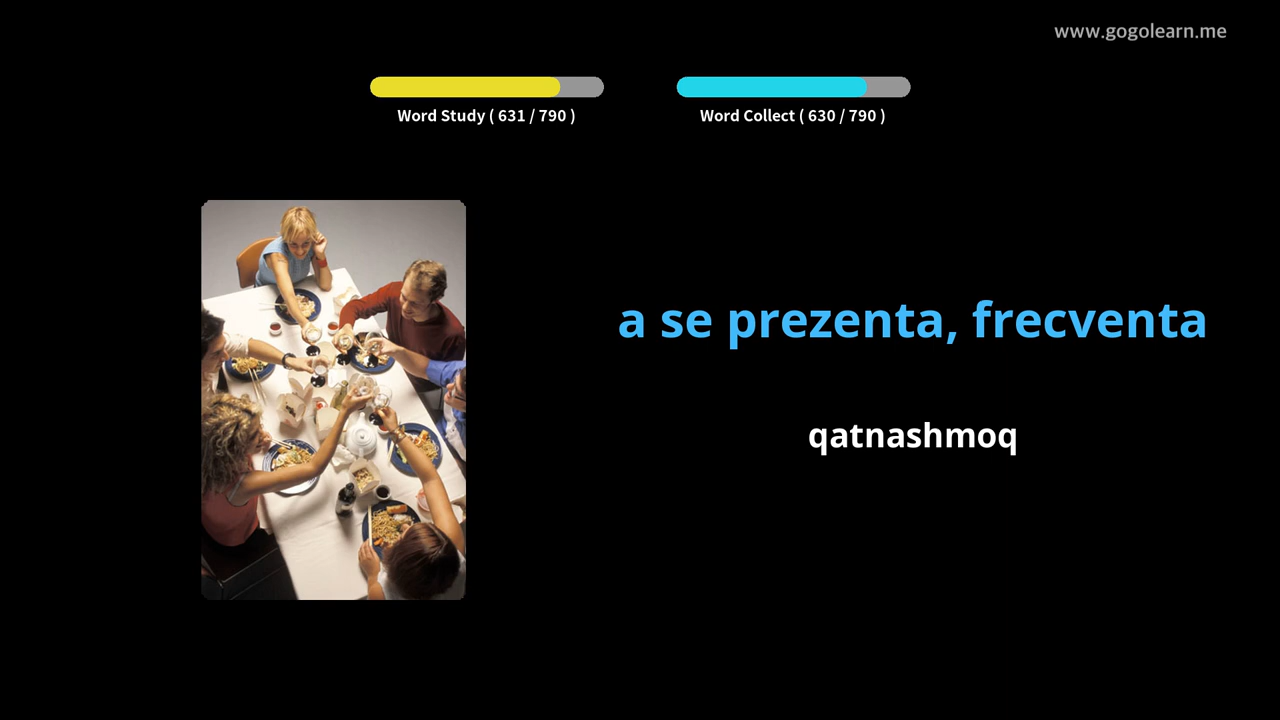 www.gogolearn.me
Word Study ( 631 / 790 )
Word Collect ( 630 / 790 )
a se prezenta, frecventa
qatnashmoq